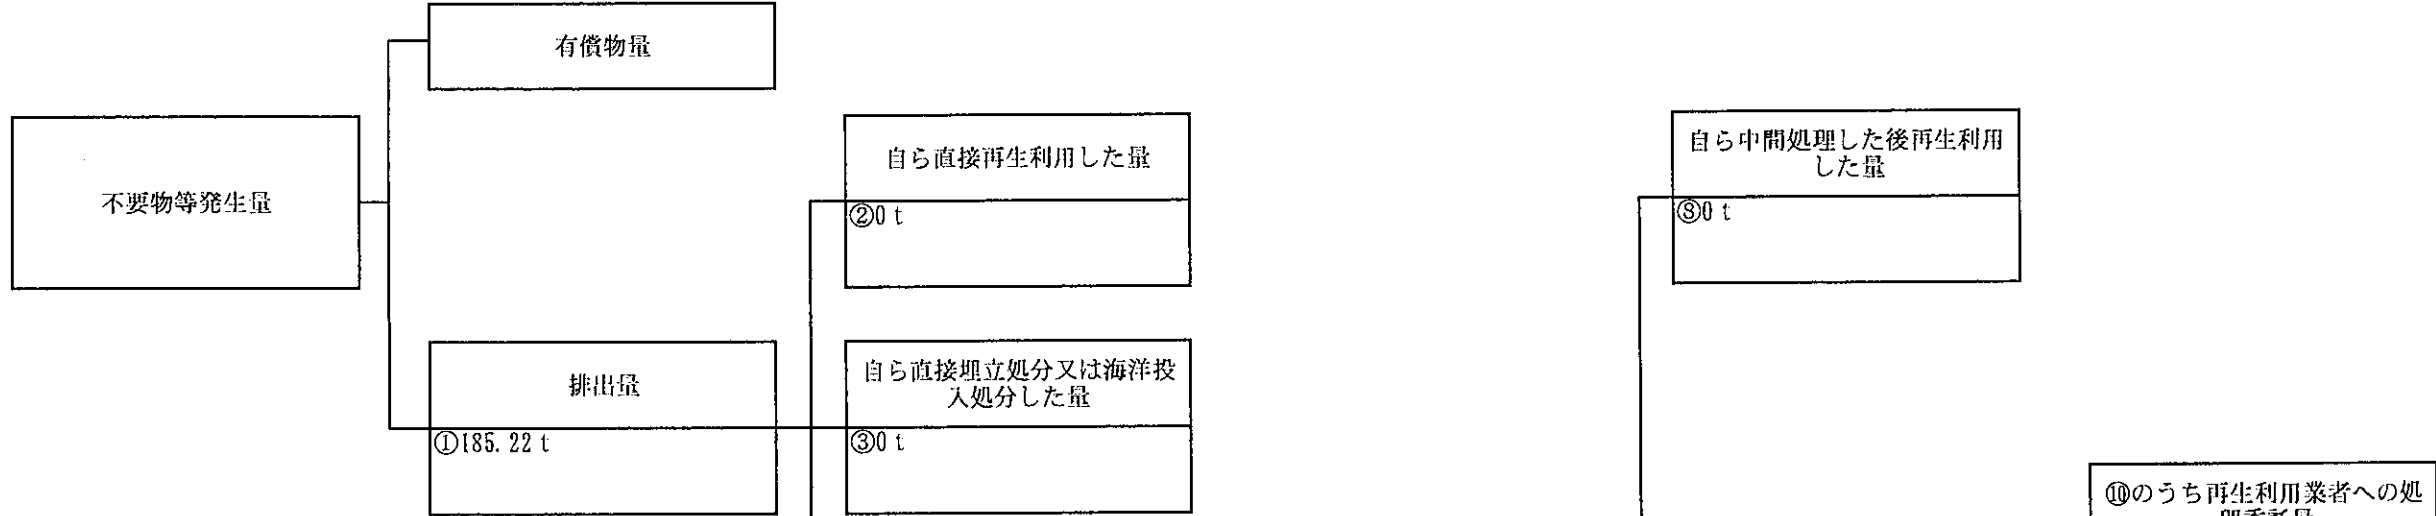 有償物量
不要物等発生量
自ら直接再生利用した量
②0 t
自ら中間処理した後再生利用
した量
⑧0 t
排出量
①185.22 t
自ら直接埋立処分又は海洋投
入処分した量
③0 t
⑩のうち再生利用業者への処